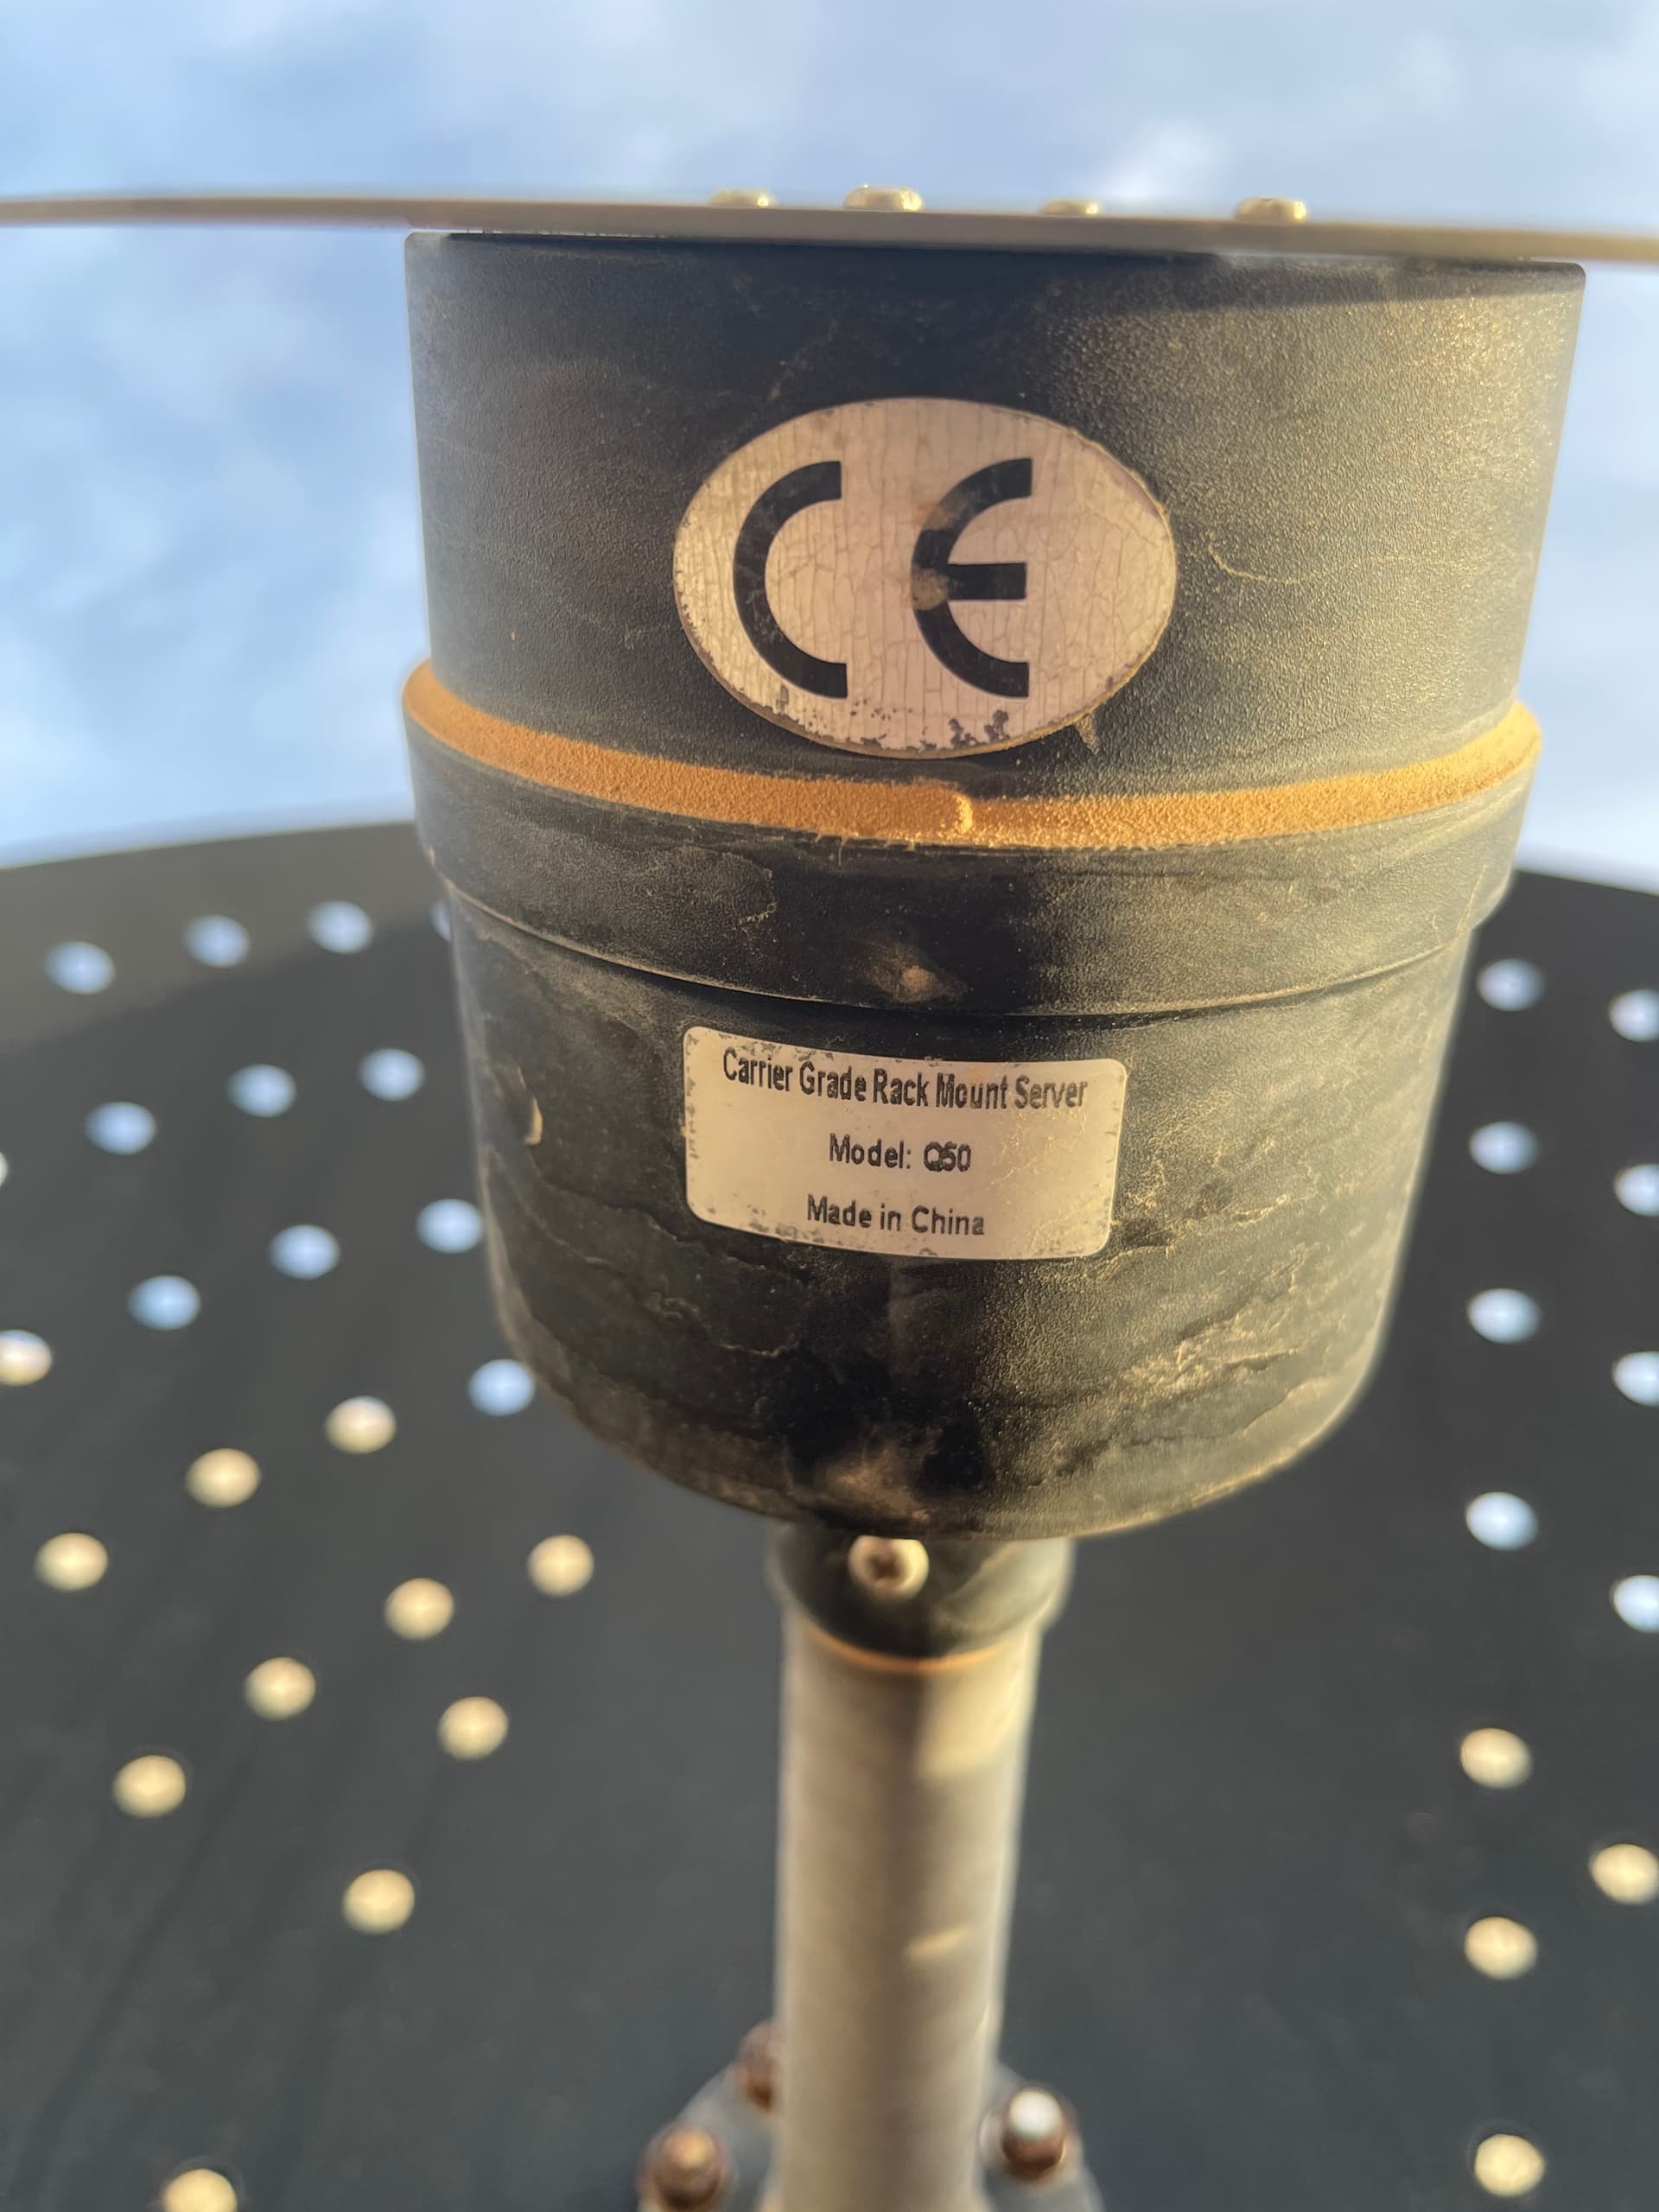 CE
Carrier Grade Rack Mount Server
Model: Q50
Made in China